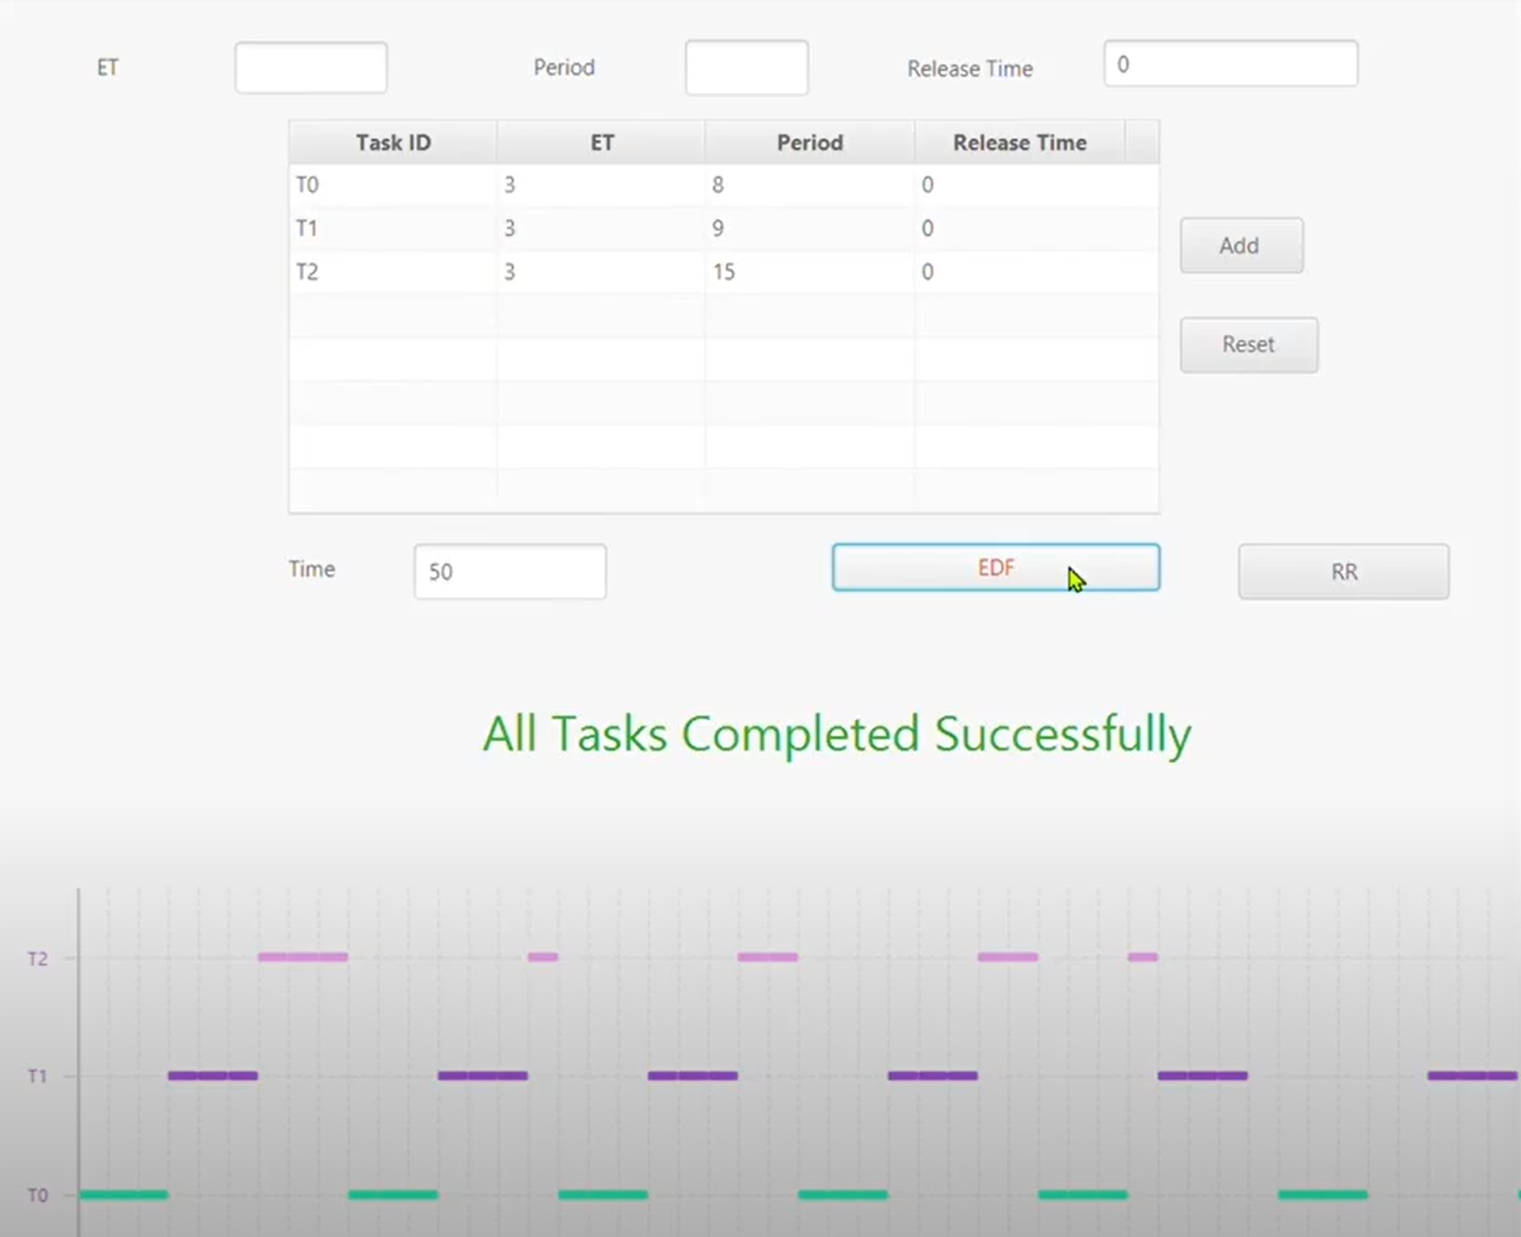 ET Period Release Time 0
Task ID ET Period Release Time
T0 3 8 0
T1 3 9 0
T2 3 15 0
Add
Reset
Time 50 EDF RR
All Tasks Completed Successfully
T2
T1
T0